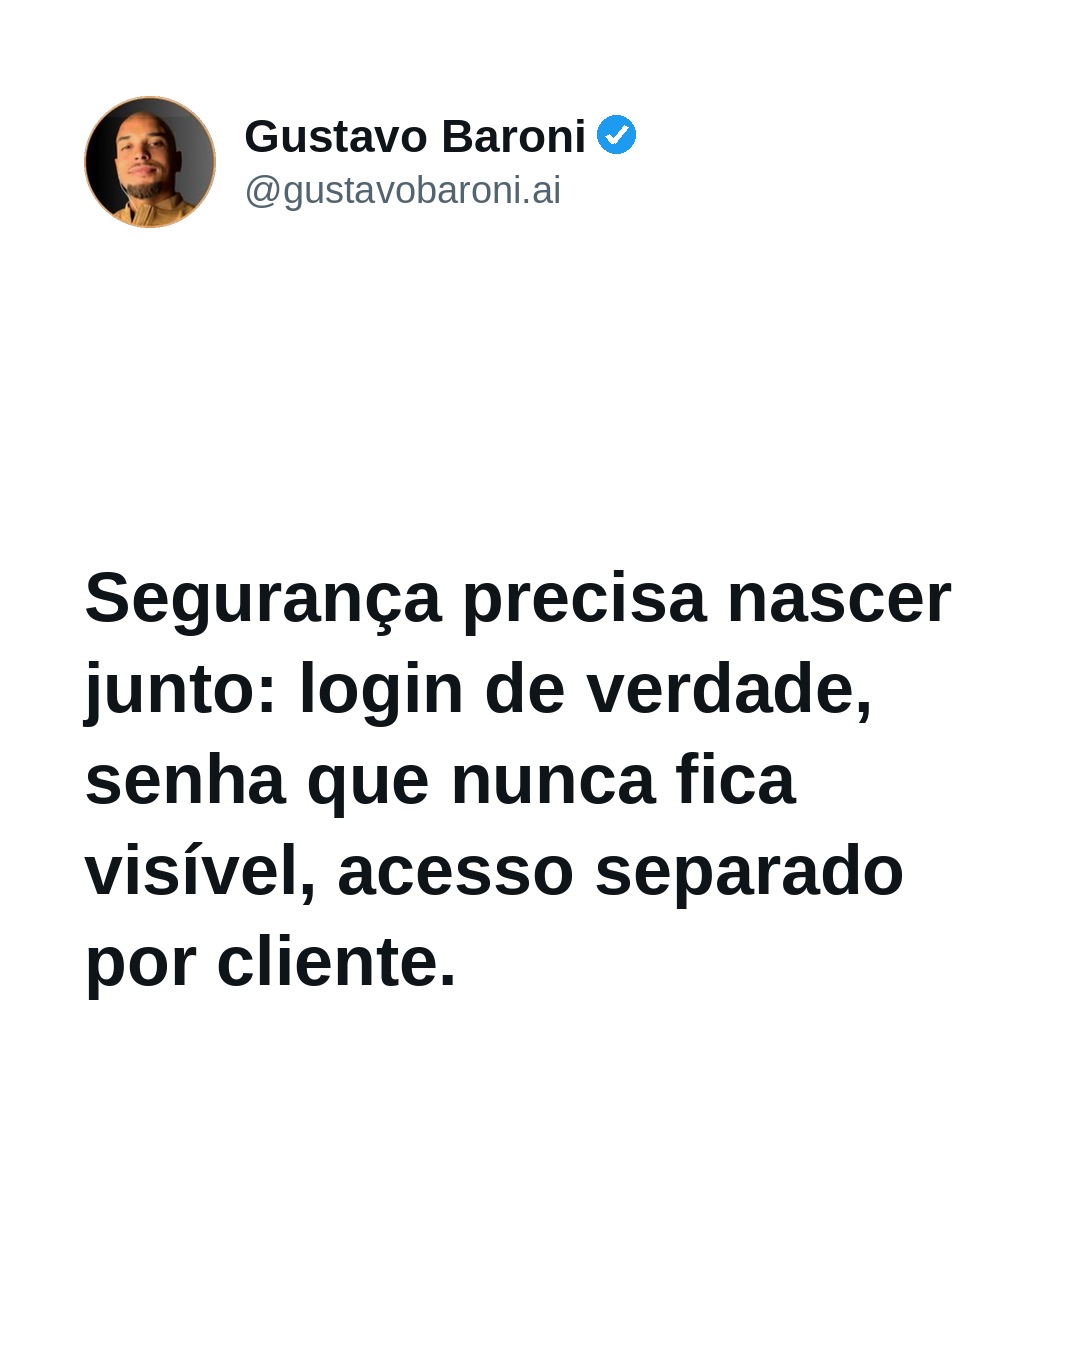 Gustavo Baroni
@gustavobaroni.ai
Segurança precisa nascer
junto: login de verdade,
senha que nunca fica
visível, acesso separado
por cliente.